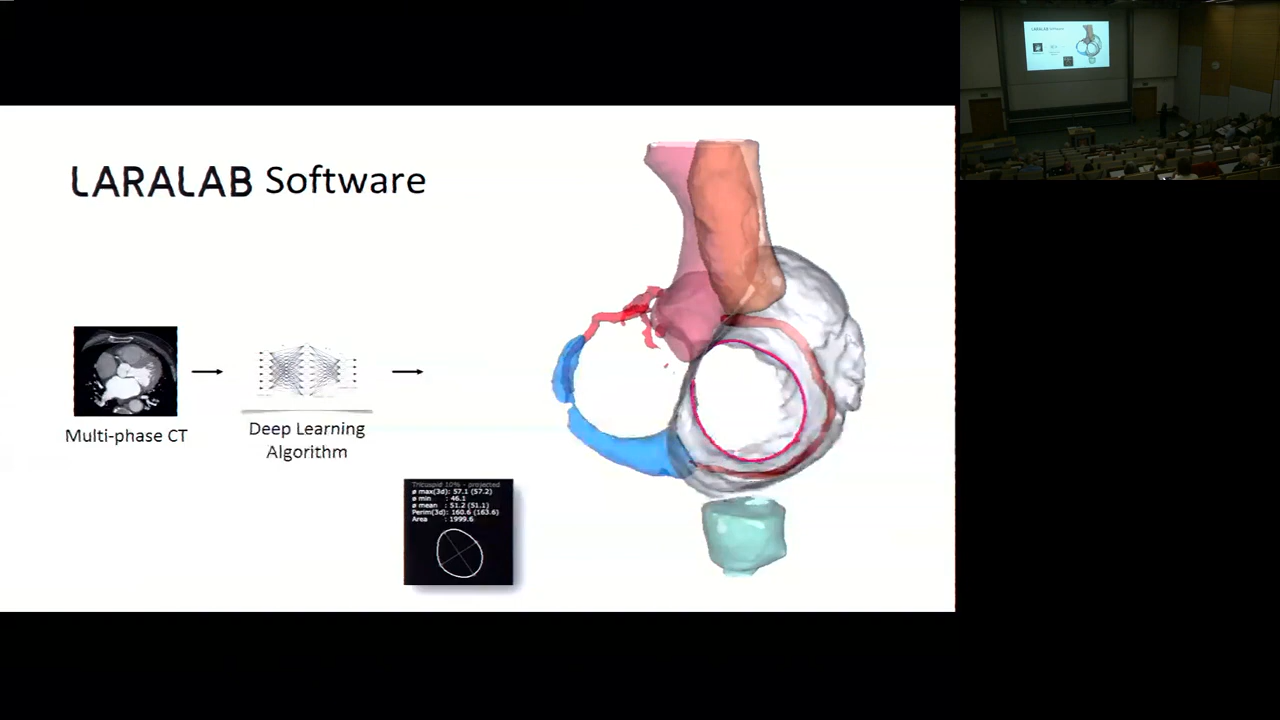 LARALAB Software
Multi-phase CT
Deep Learning
Algorithm
Tricuspid 10% - projected
ø max(3d): 57.1 (57.2)
ø min : 46.1
ø mean : 51.2 (51.1)
Perim(3d): 160.6 (163.6)
Area : 1999.6